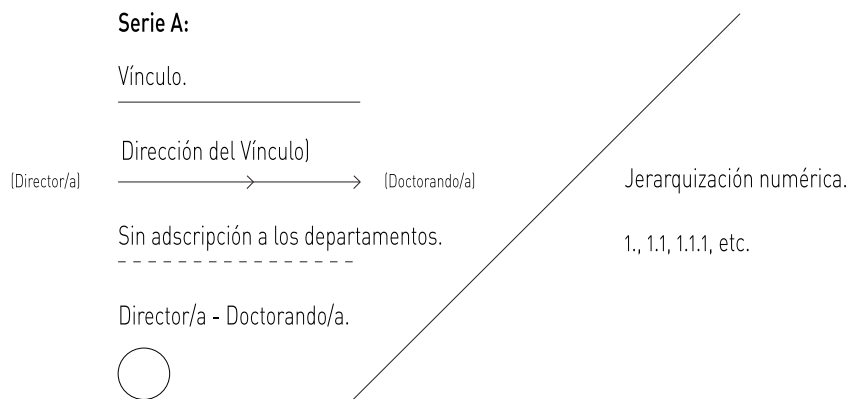 Serie A:
Vínculo.
Dirección del Vínculo)
(Director/a)
(Doctorando/a)
Sin adscripción a los departamentos.
Director/a - Doctorando/a.
Jerarquización numérica.
1., 1.1, 1.1.1, etc.